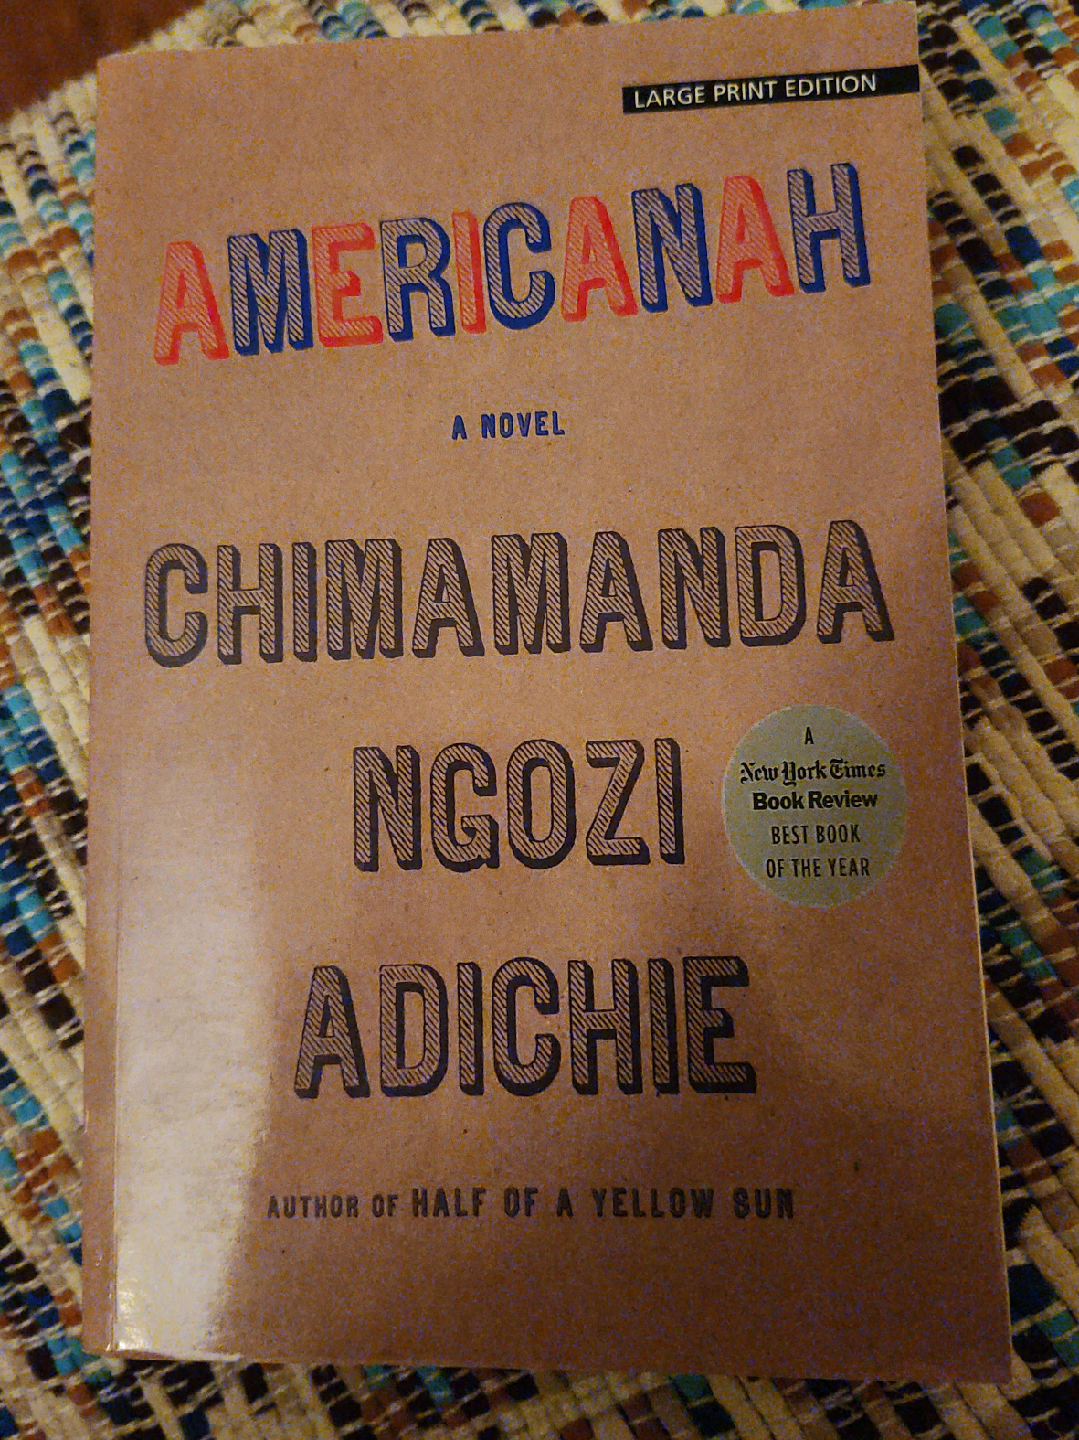 LARGE PRINT EDITION
AMERICANAH
A NOVEL
CHIMAMANDA
NGOZI
A
New York Times
Book Review
BEST BOOK
OF THE YEAR
ADICHIE
AUTHOR OF HALF OF A YELLOW SUN